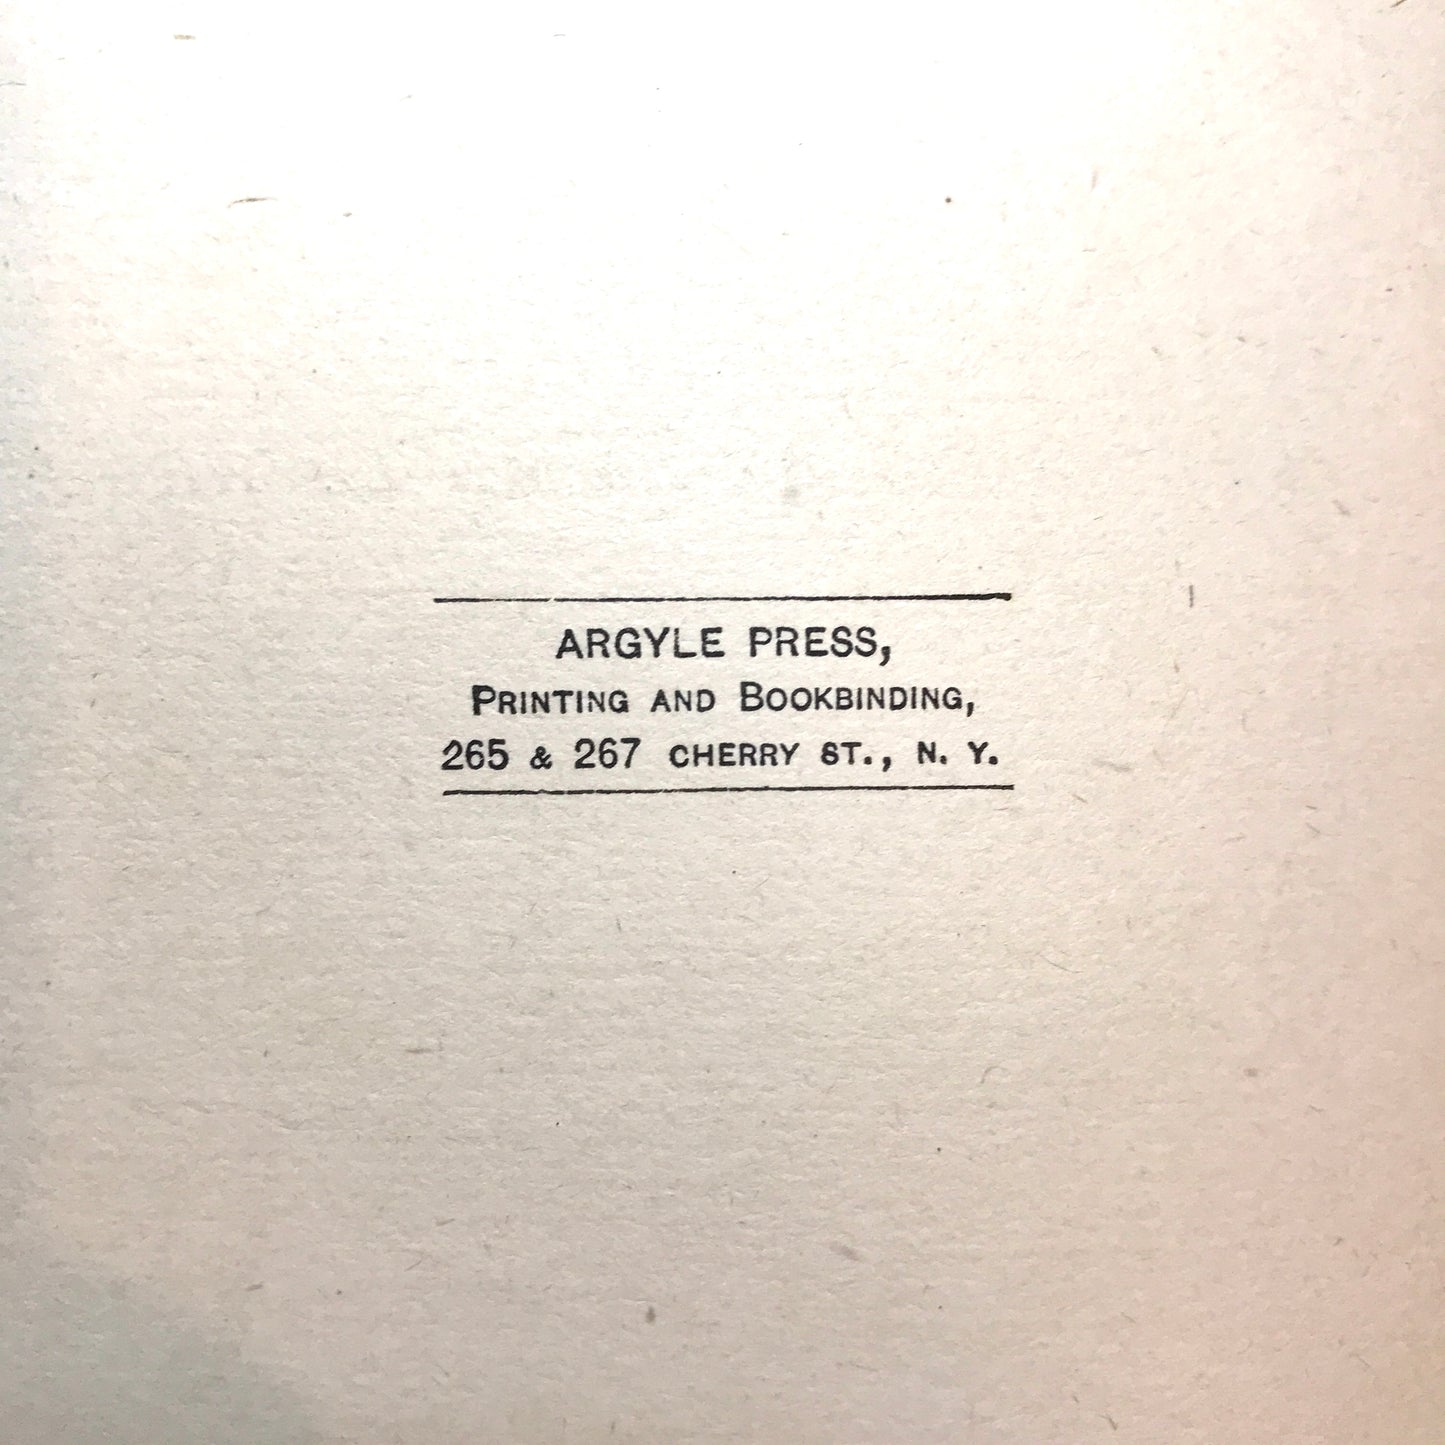 ARGYLE PRESS,
PRINTING AND BOOKBINDING,
265 & 267 CHERRY ST., N. Y.